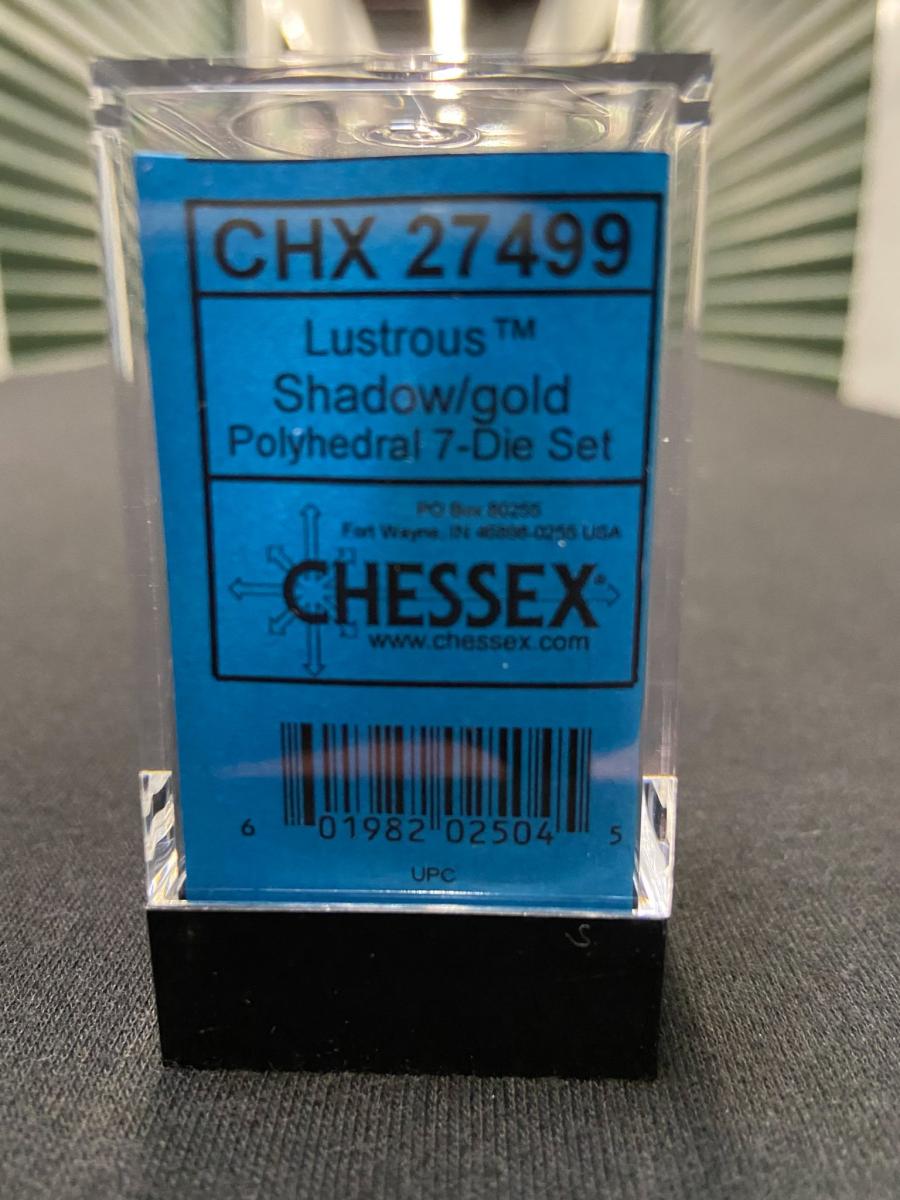 CHX 27499
Lustrous™
Shadow/gold
Polyhedral 7-Die Set
PO Box 80255
Fort Wayne, IN 46898-0255 USA
CHESSEX®
www.chessex.com
6 01982 02504 5
UPC